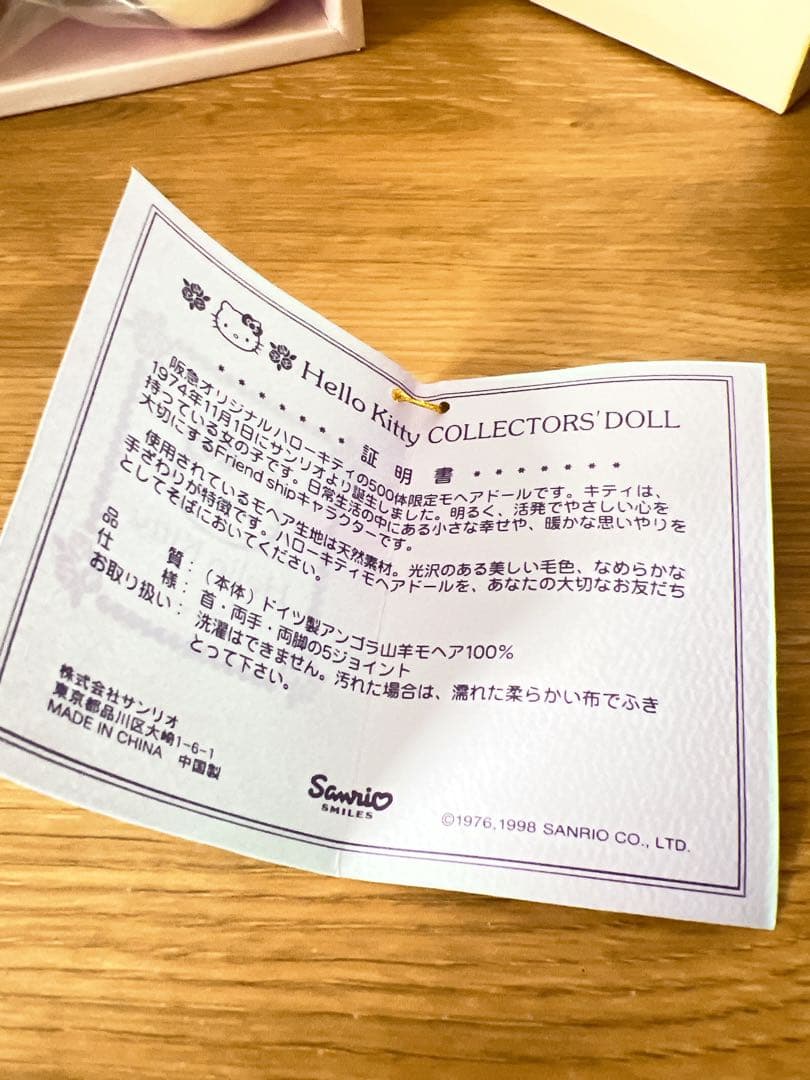 Hello Kitty COLLECTORS' DOLL
* * * * * * * 証明書 * * * * * * *
阪急オリジナルハローキティの500体限定モヘアドールです。キティは、
1974年11月1日にサンリオより誕生しました。明るく、活発でやさしい心を
持っている女の子です。日常生活の中にある小さな幸せや、暖かな思いやりを
大切にするFriend shipキャラクターです。
使用されているモヘア生地は天然素材。光沢のある美しい毛色、なめらかな
手ざわりが特徴です。ハローキティモヘアドールを、あなたの大切なお友だち
としてそばにおいてください。
品 質：（本体）ドイツ製アンゴラ山羊モヘア100%
仕 様：首・両手・両脚の5ジョイント
お取り扱い：洗濯はできません。汚れた場合は、濡れた柔らかい布でふき
とって下さい。
株式会社サンリオ
東京都品川区大崎1-6-1
MADE IN CHINA 中国製
Sanrio
SMILES
©1976,1998 SANRIO CO., LTD.